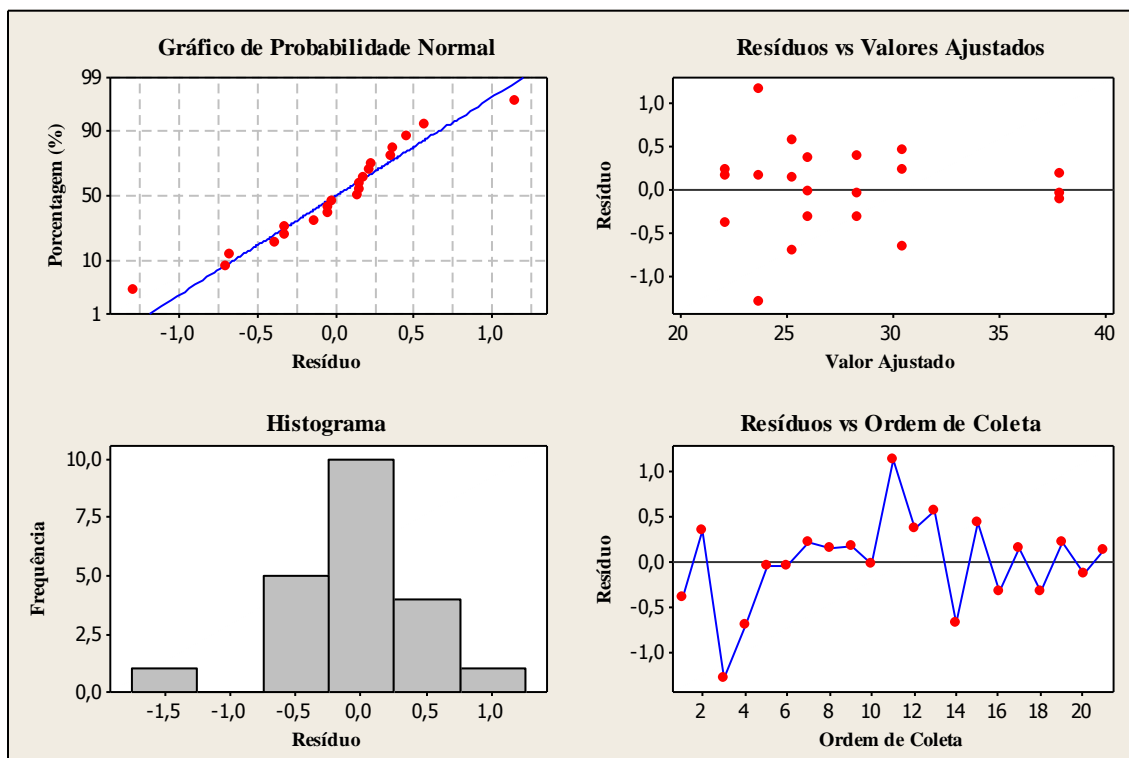 Gráfico de Probabilidade Normal
Porcentagem (%)
99
90
50
10
1
-1,0 -0,5 0,0 0,5 1,0
Resíduo
Resíduos vs Valores Ajustados
Resíduo
1,0
0,5
0,0
-0,5
-1,0
20 25 30 35 40
Valor Ajustado
Histograma
Frequência
10,0
7,5
5,0
2,5
0,0
-1,5 -1,0 -0,5 0,0 0,5 1,0
Resíduo
Resíduos vs Ordem de Coleta
Resíduo
1,0
0,5
0,0
-0,5
-1,0
2 4 6 8 10 12 14 16 18 20
Ordem de Coleta